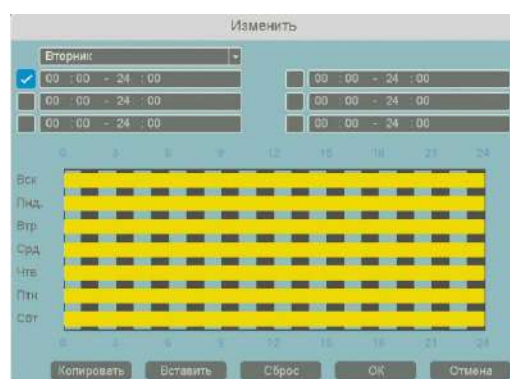 Изменить
Вторник
00 : 00 - 24 : 00 00 : 00 - 24 : 00
00 : 00 - 24 : 00 00 : 00 - 24 : 00
00 : 00 - 24 : 00 00 : 00 - 24 : 00
0 3 6 9 12 15 18 21 24
Вск
Пнд.
Втр
Срд
Чтв
Птн
Сбт
0 3 6 9 12 15 18 21 24
Копировать Вставить Сброс OK Отмена